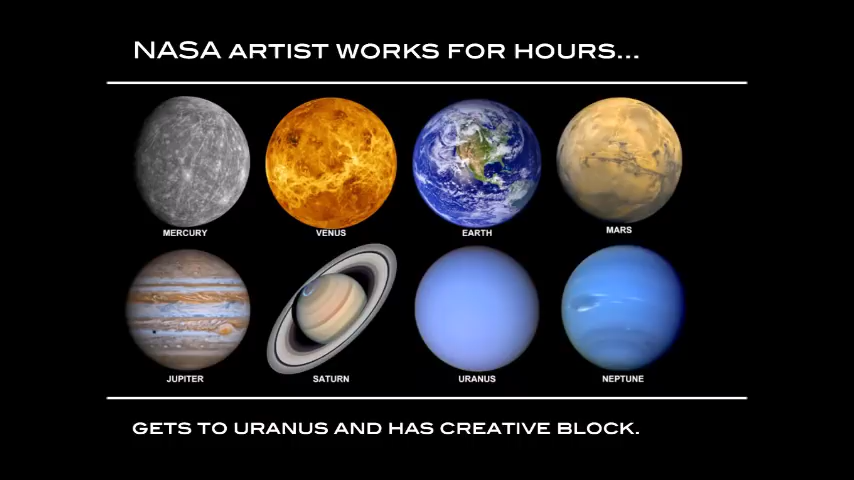 NASA ARTIST WORKS FOR HOURS...
MERCURY VENUS EARTH MARS
JUPITER SATURN URANUS NEPTUNE
GETS TO URANUS AND HAS CREATIVE BLOCK.